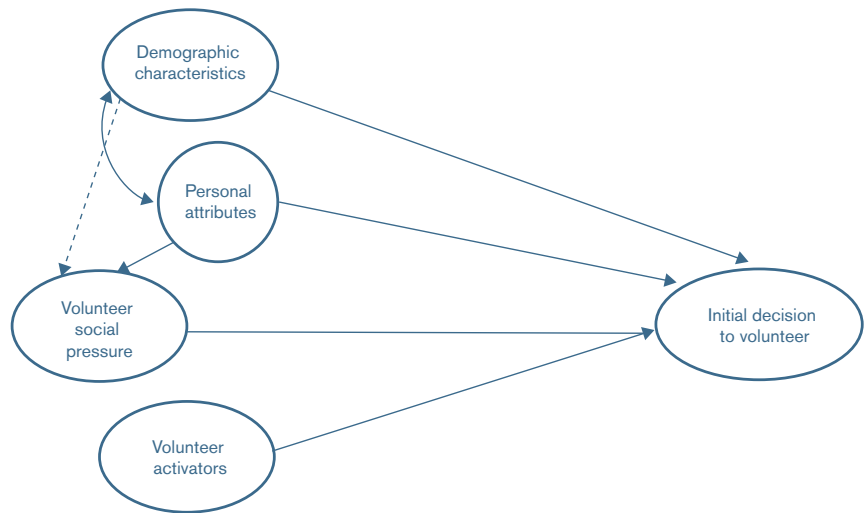 Demographic
characteristics
Personal
attributes
Volunteer
social
pressure
Initial decision
to volunteer
Volunteer
activators